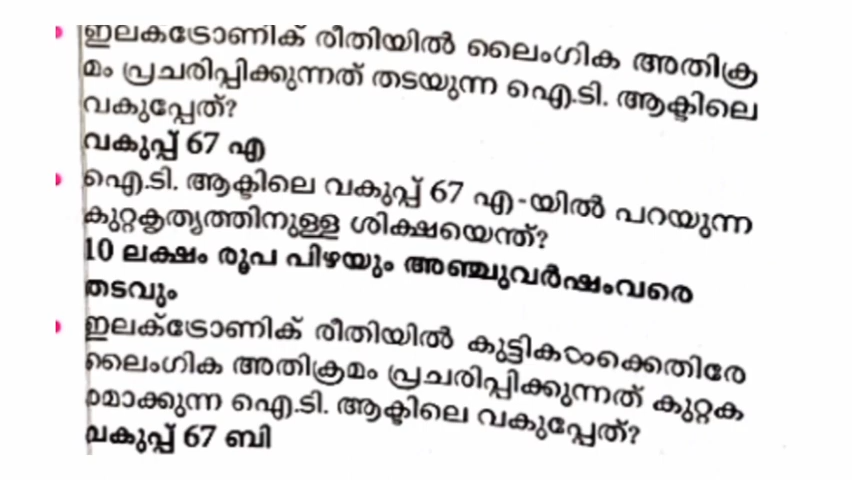 ഇലക്ട്രോണിക് രീതിയിൽ ലൈംഗിക അതിക്ര
മം പ്രചരിപ്പിക്കുന്നത് തടയുന്ന ഐ.ടി. ആക്ടിലെ
വകുപ്പേത്?
വകുപ്പ് 67 എ
ഐ.ടി. ആക്ടിലെ വകുപ്പ് 67 എ-യിൽ പറയുന്ന
കുറ്റകൃത്യത്തിനുള്ള ശിക്ഷയെന്ത്?
10 ലക്ഷം രൂപ പിഴയും അഞ്ചുവർഷംവരെ
തടവും
ഇലക്ട്രോണിക് രീതിയിൽ കുട്ടികൾക്കെതിരേ
ലൈംഗിക അതിക്രമം പ്രചരിപ്പിക്കുന്നത് കുറ്റക
രമാക്കുന്ന ഐ.ടി. ആക്ടിലെ വകുപ്പേത്?
വകുപ്പ് 67 ബി